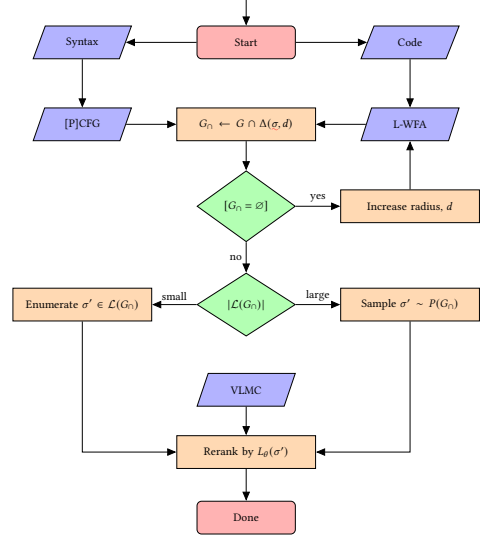 Syntax
Start
Code
[P]CFG
G∩ ← G ∩ Δ(σ, d)
L-WFA
[G∩ = ∅]
yes
Increase radius, d
no
Enumerate σ′ ∈ ℒ(G∩)
small
|ℒ(G∩)|
large
Sample σ′ ∼ P(G∩)
VLMC
Rerank by L_θ(σ′)
Done